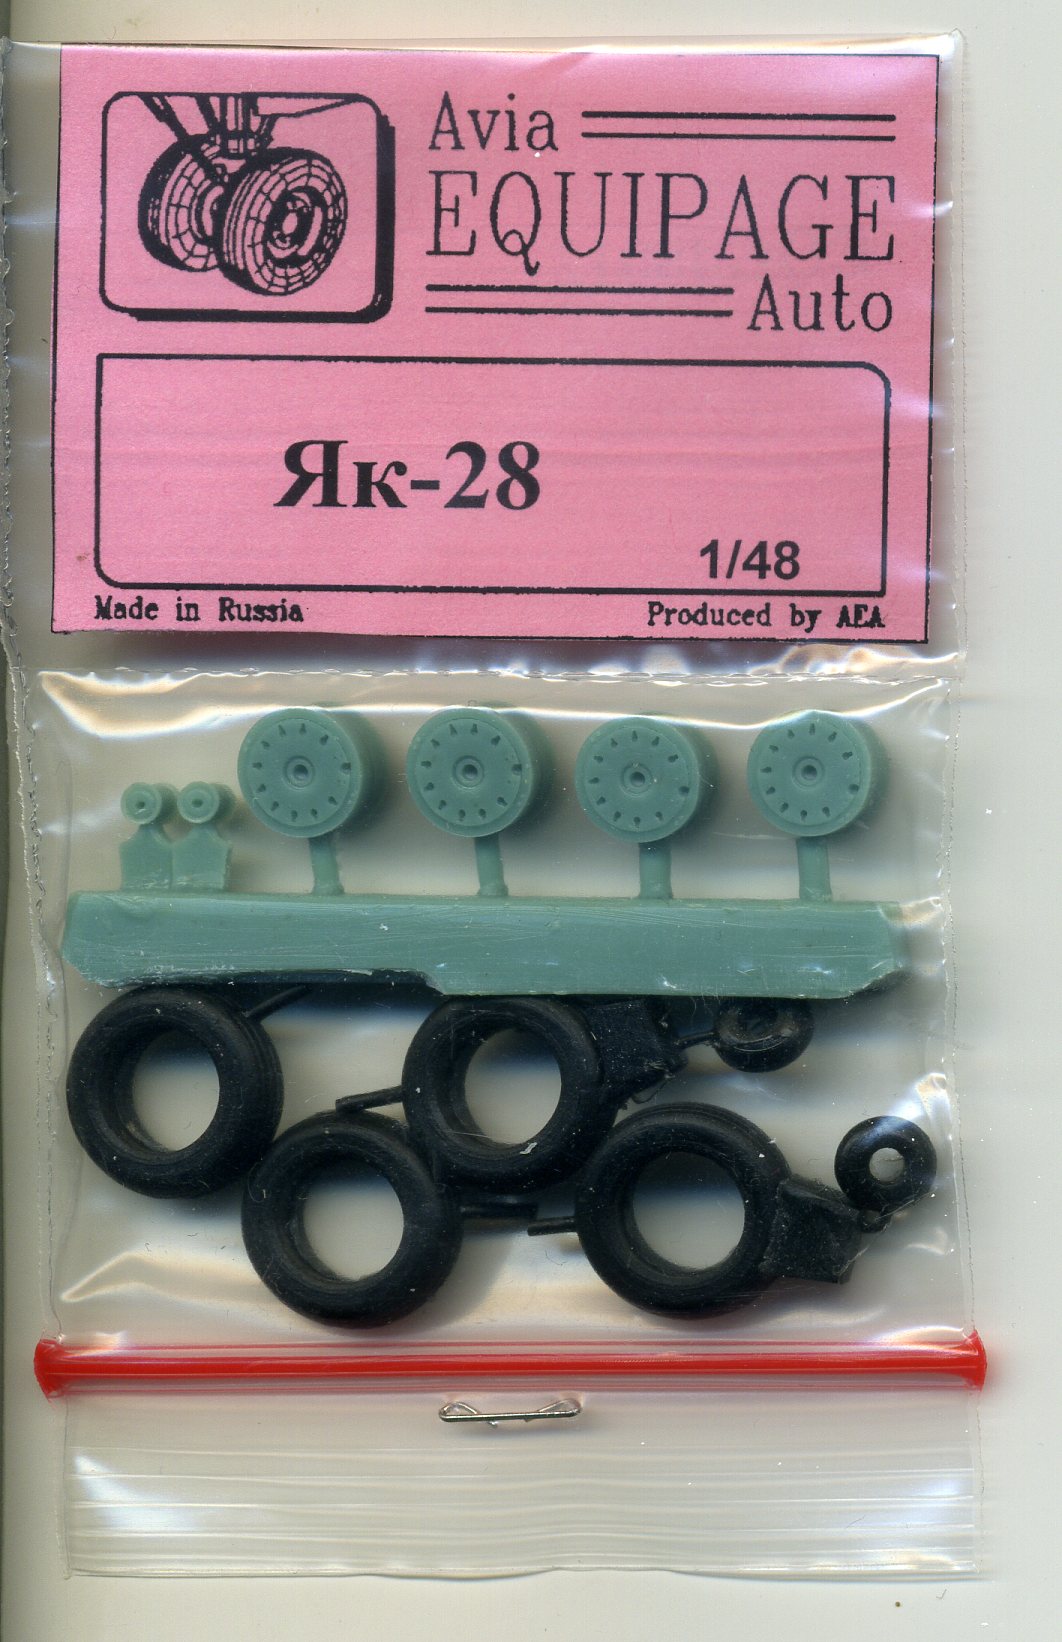 Avia
EQUIPAGE
Auto
Як-28
1/48
Made in Russia
Produced by AEA